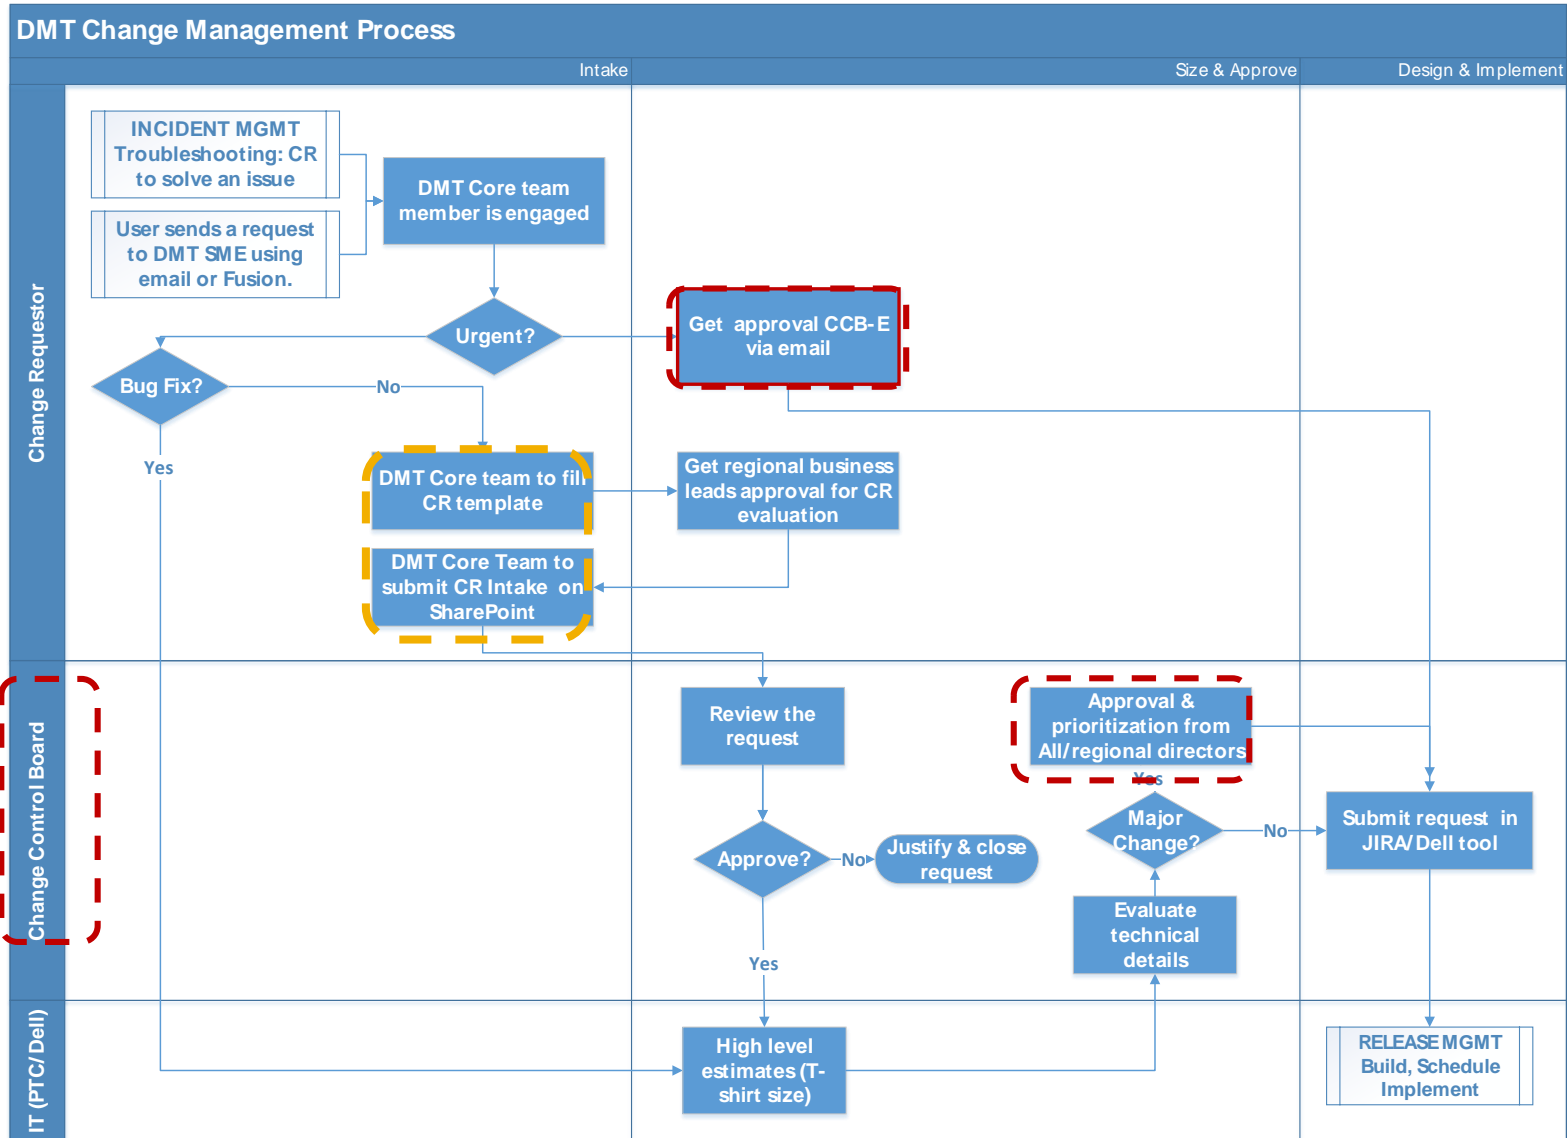 DMT Change Management Process
Intake
Size & Approve
Design & Implement
Change Requestor
INCIDENT MGMT
Troubleshooting: CR
to solve an issue
User sends a request
to DMT SME using
email or Fusion.
DMT Core team
member is engaged
Urgent?
Get approval CCB-E
via email
Bug Fix?
No
Yes
DMT Core team to fill
CR template
Get regional business
leads approval for CR
evaluation
DMT Core Team to
submit CR Intake on
SharePoint
Change Control Board
Review the
request
Approval &
prioritization from
All/regional directors
Yes
Major
Change?
No
Submit request in
JIRA/Dell tool
Approve?
No
Justify & close
request
Evaluate
technical
details
Yes
IT (PTC/Dell)
High level
estimates (T-
shirt size)
RELEASE MGMT
Build, Schedule
Implement